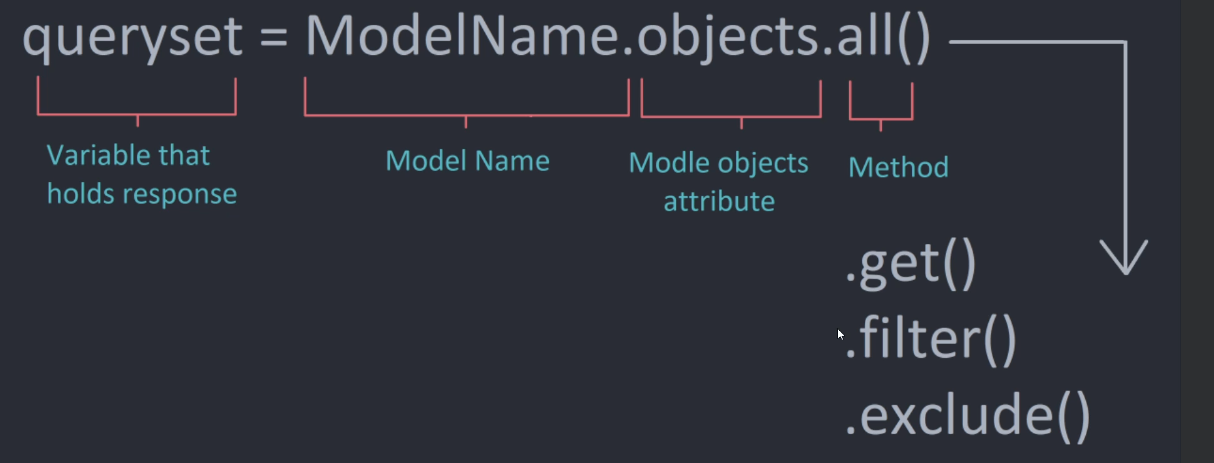 queryset = ModelName.objects.all()
Variable that
holds response
Model Name
Modle objects
attribute
Method
.get()
.filter()
.exclude()